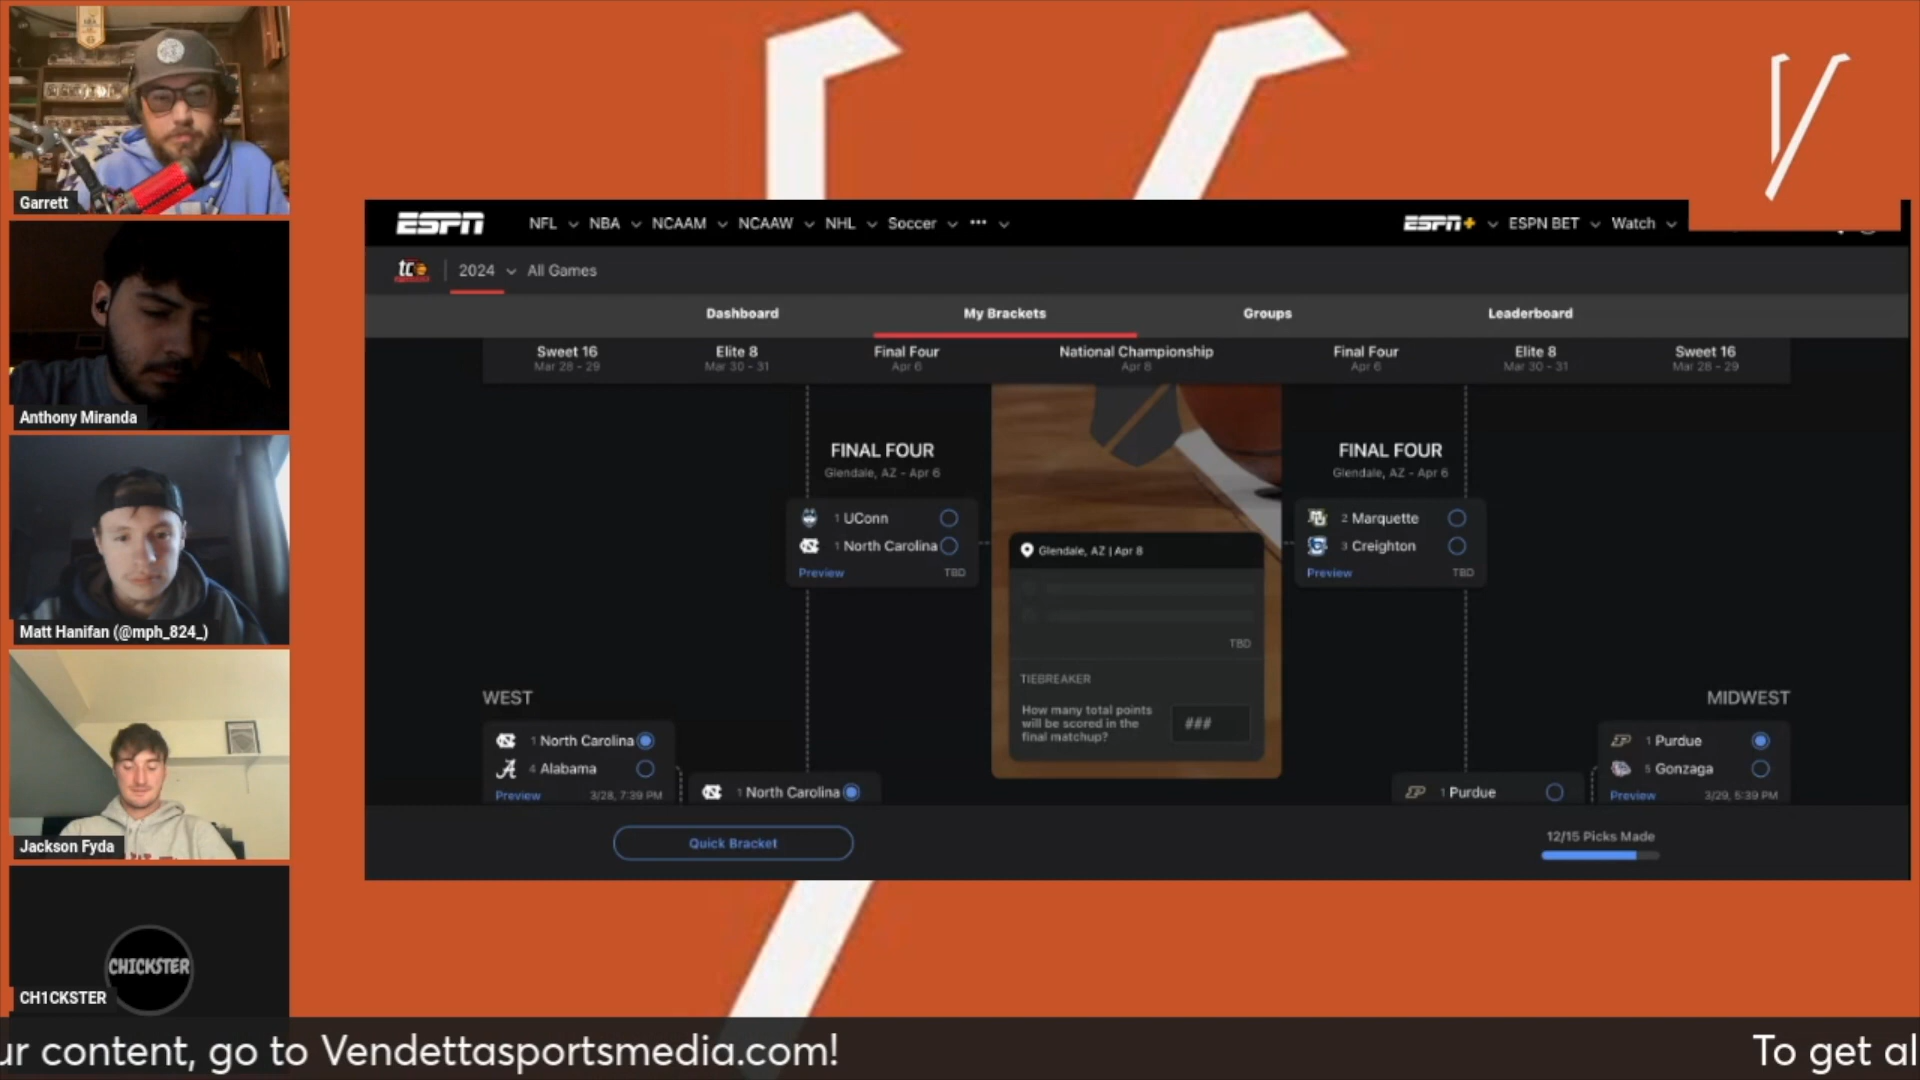 Garrett
Anthony Miranda
Matt Hanifan (@mph_824_)
Jackson Fyda
CHICKSTER
CH1CKSTER
ESPN
NFL
NBA
NCAAM
NCAAW
NHL
Soccer
•••
ESPN+
ESPN BET
Watch
tc
2024
All Games
Dashboard
My Brackets
Groups
Leaderboard
Sweet 16
Mar 28 - 29
Elite 8
Mar 30 - 31
Final Four
Apr 6
National Championship
Apr 8
Final Four
Apr 6
Elite 8
Mar 30 - 31
Sweet 16
Mar 28 - 29
FINAL FOUR
Glendale, AZ - Apr 6
1 UConn
1 North Carolina
Preview TBD
FINAL FOUR
Glendale, AZ - Apr 6
2 Marquette
3 Creighton
Preview TBD
Glendale, AZ | Apr 8
TBD
TIEBREAKER
How many total points
will be scored in the
final matchup?
###
WEST
1 North Carolina
4 Alabama
Preview 3/28, 7:39 PM
1 North Carolina
MIDWEST
1 Purdue
5 Gonzaga
Preview 3/29, 5:39 PM
1 Purdue
Quick Bracket
12/15 Picks Made
ur content, go to Vendettasportsmedia.com!
To get al